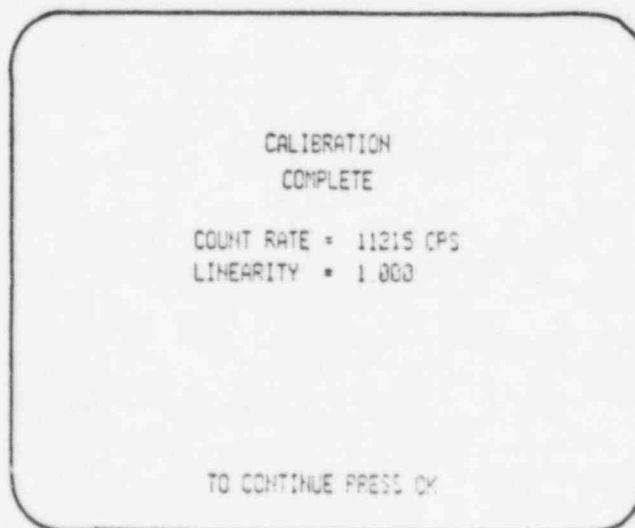 CALIBRATION
COMPLETE
COUNT RATE = 11215 CPS
LINEARITY = 1.000
TO CONTINUE PRESS OK